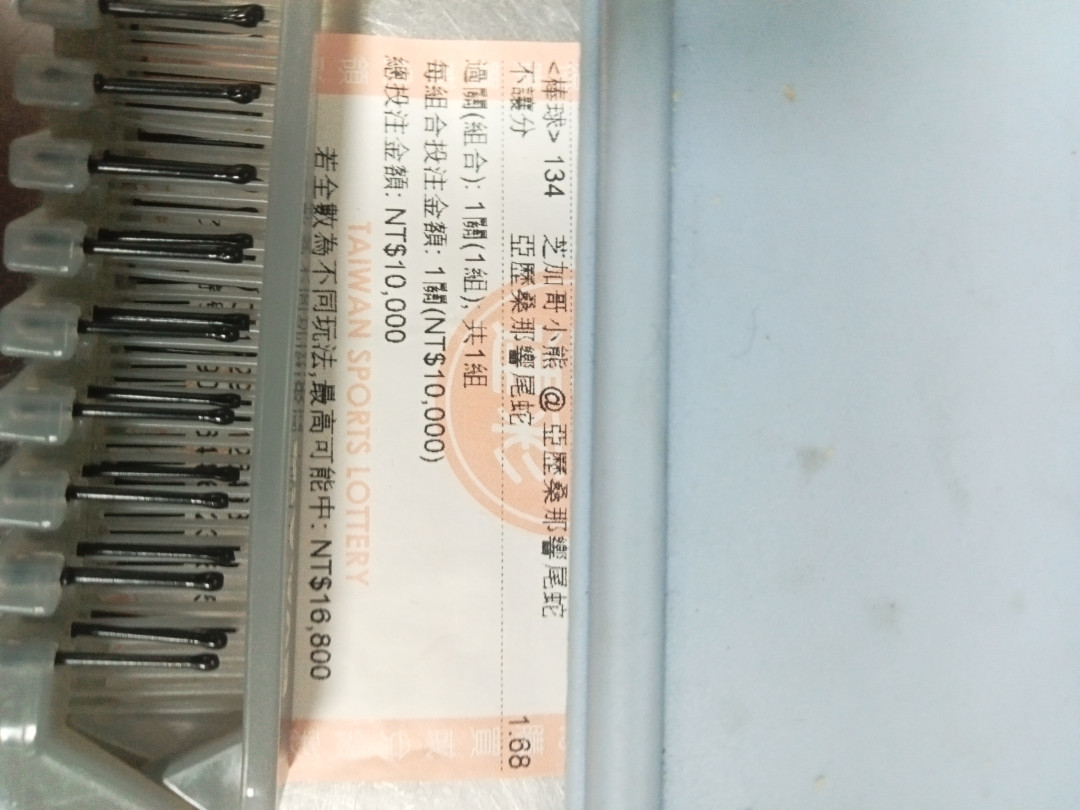 <棒球> 134 芝加哥小熊 @ 亞歷桑那響尾蛇
不讓分 亞歷桑那響尾蛇 1.68
過關(組合): 1關(1組), 共1組
每組合投注金額: 1關(NT$10,000)
總投注金額: NT$10,000
TAIWAN SPORTS LOTTERY
若全數為不同玩法,最高可能中: NT$16,800